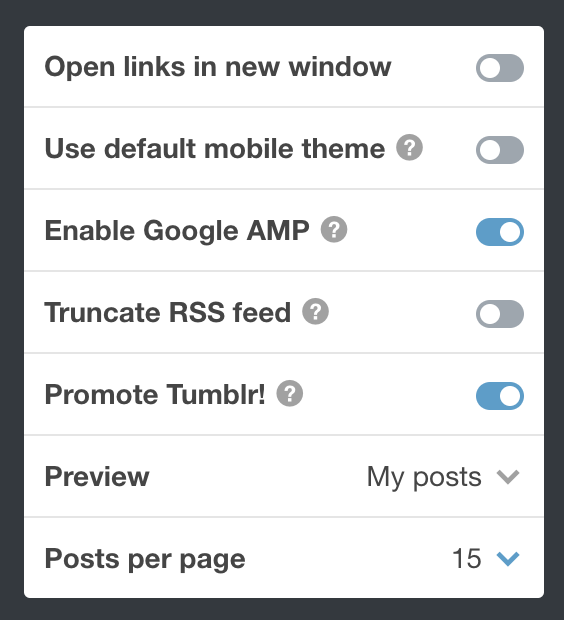 Open links in new window
Use default mobile theme ?
Enable Google AMP ?
Truncate RSS feed ?
Promote Tumblr! ?
Preview My posts
Posts per page 15